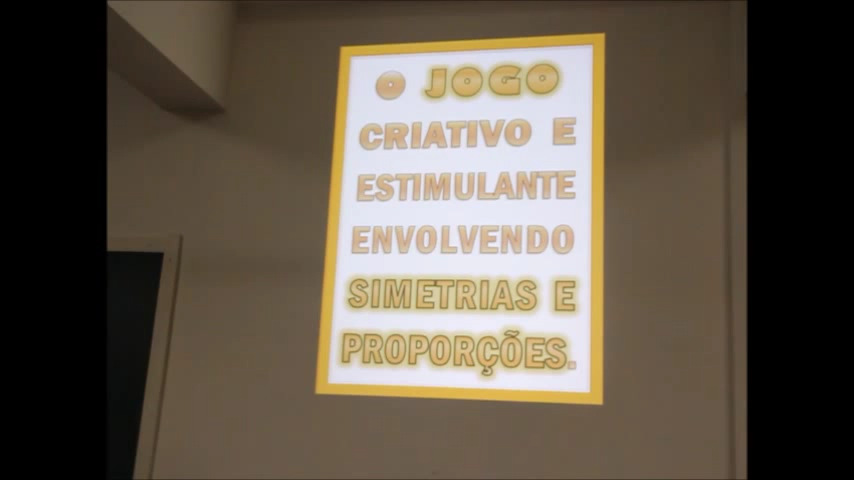 O JOGO
CRIATIVO E
ESTIMULANTE
ENVOLVENDO
SIMETRIAS E
PROPORÇÕES.